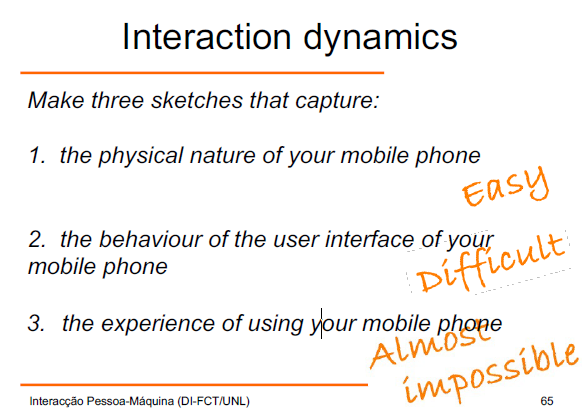 Interaction dynamics
Make three sketches that capture:
1. the physical nature of your mobile phone
Easy
2. the behaviour of the user interface of your
mobile phone
Difficult
3. the experience of using your mobile phone
Almost
impossible
Interacção Pessoa-Máquina (DI-FCT/UNL)
65